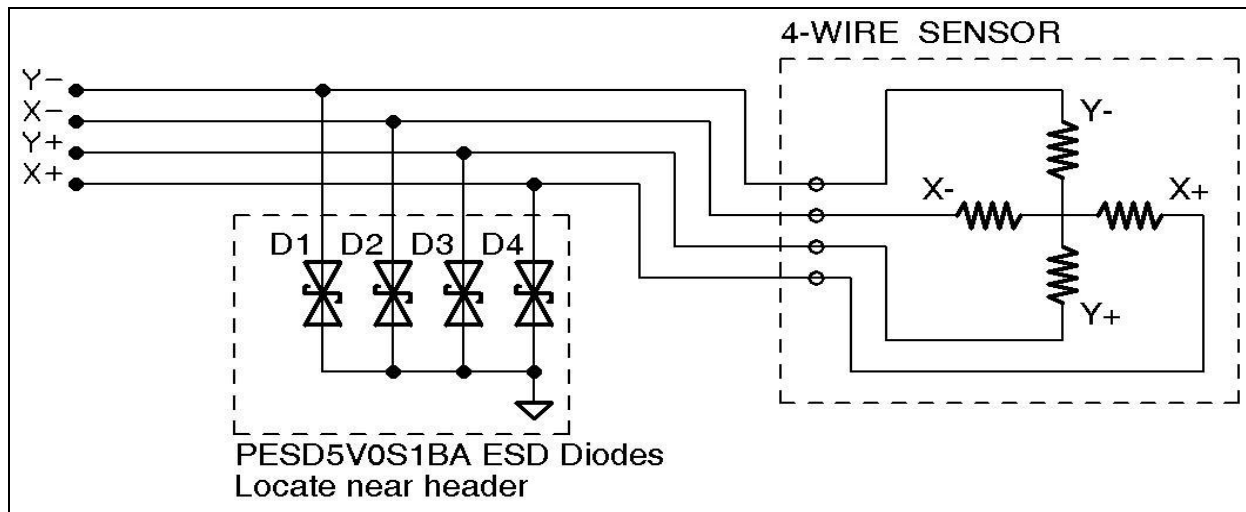 4-WIRE SENSOR
Y-
X-
Y+
X+
Y-
X-
X+
Y+
D1 D2 D3 D4
PESD5V0S1BA ESD Diodes
Locate near header